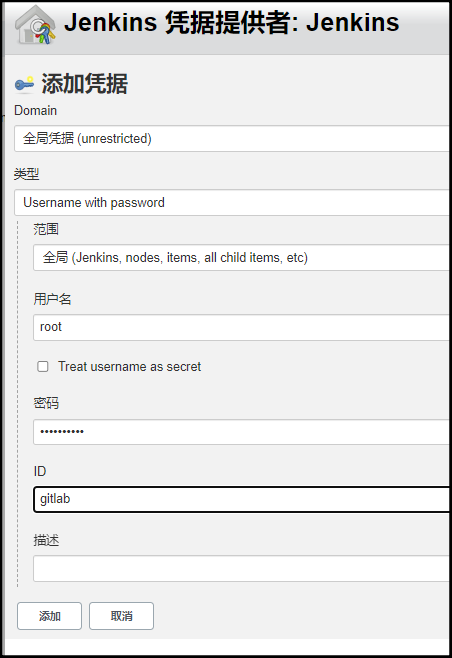 Jenkins 凭据提供者: Jenkins
添加凭据
Domain
全局凭据 (unrestricted)
类型
Username with password
范围
全局 (Jenkins, nodes, items, all child items, etc)
用户名
root
Treat username as secret
密码
••••••••••
ID
gitlab
描述
添加 取消